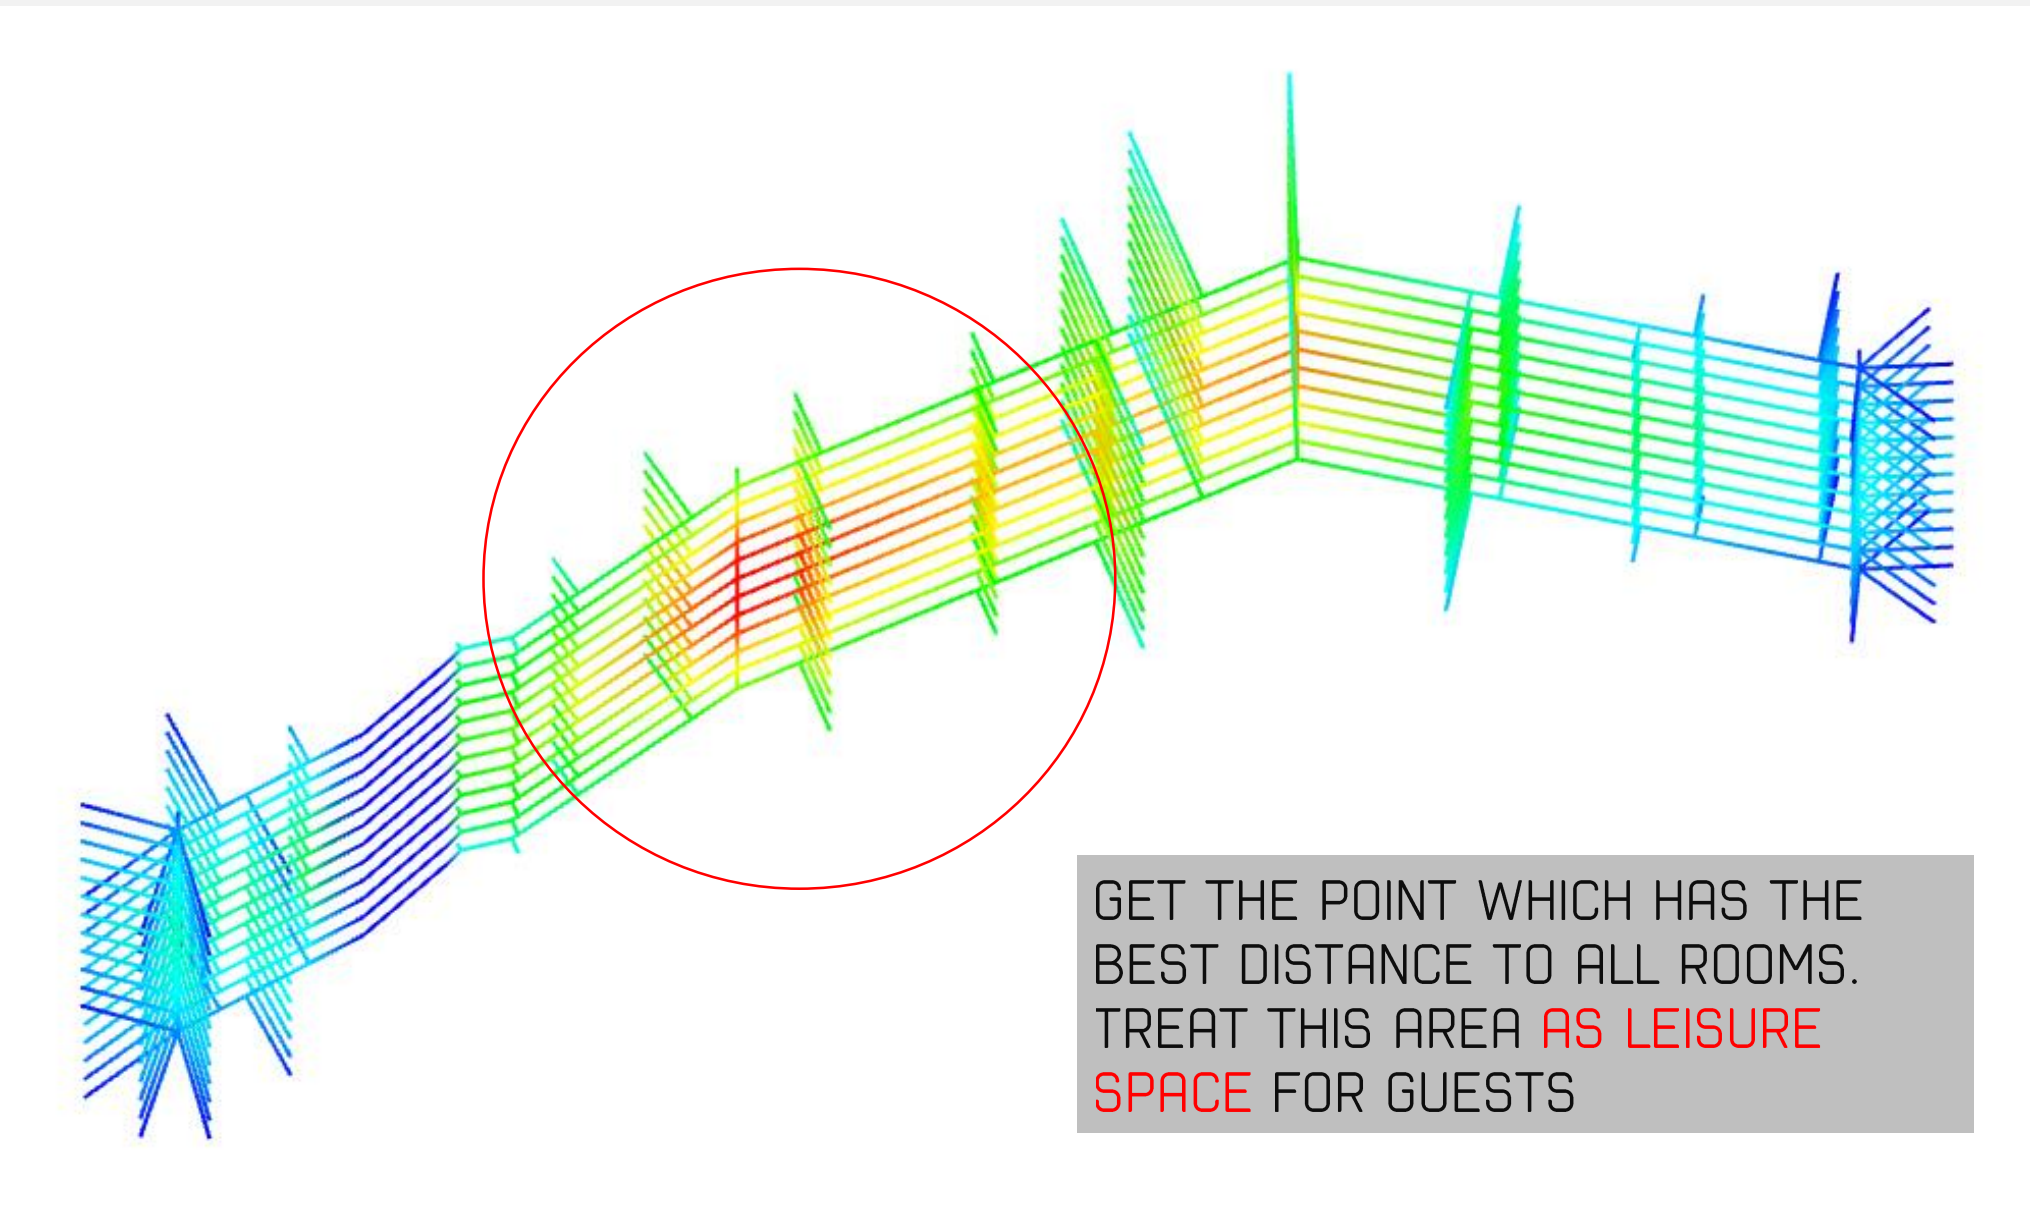 GET THE POINT WHICH HAS THE
BEST DISTANCE TO ALL ROOMS.
TREAT THIS AREA AS LEISURE
SPACE FOR GUESTS